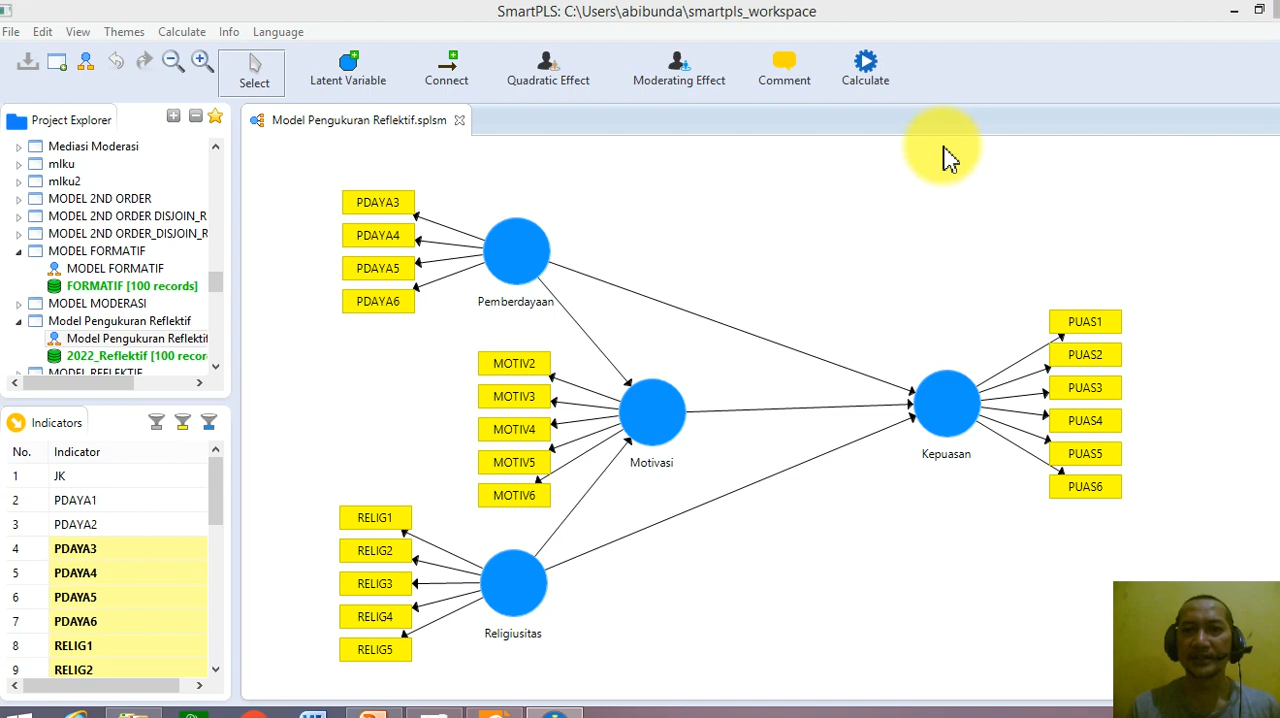 SmartPLS: C:\Users\abibunda\smartpls_workspace
File Edit View Themes Calculate Info Language
Select
Latent Variable
Connect
Quadratic Effect
Moderating Effect
Comment
Calculate
Project Explorer
Model Pengukuran Reflektif.splsm
Mediasi Moderasi
mlku
mlku2
MODEL 2ND ORDER
MODEL 2ND ORDER DISJOIN_R
MODEL 2ND ORDER_DISJOIN_R
MODEL FORMATIF
MODEL FORMATIF
FORMATIF [100 records]
MODEL MODERASI
Model Pengukuran Reflektif
Model Pengukuran Reflektif
2022_Reflektif [100 recor
MODEL REFLEKTIF
Indicators
No. Indicator
1 JK
2 PDAYA1
3 PDAYA2
4 PDAYA3
5 PDAYA4
6 PDAYA5
7 PDAYA6
8 RELIG1
9 RELIG2
PDAYA3
PDAYA4
PDAYA5
PDAYA6
Pemberdayaan
MOTIV2
MOTIV3
MOTIV4
MOTIV5
MOTIV6
Motivasi
RELIG1
RELIG2
RELIG3
RELIG4
RELIG5
Religiusitas
PUAS1
PUAS2
PUAS3
PUAS4
PUAS5
PUAS6
Kepuasan